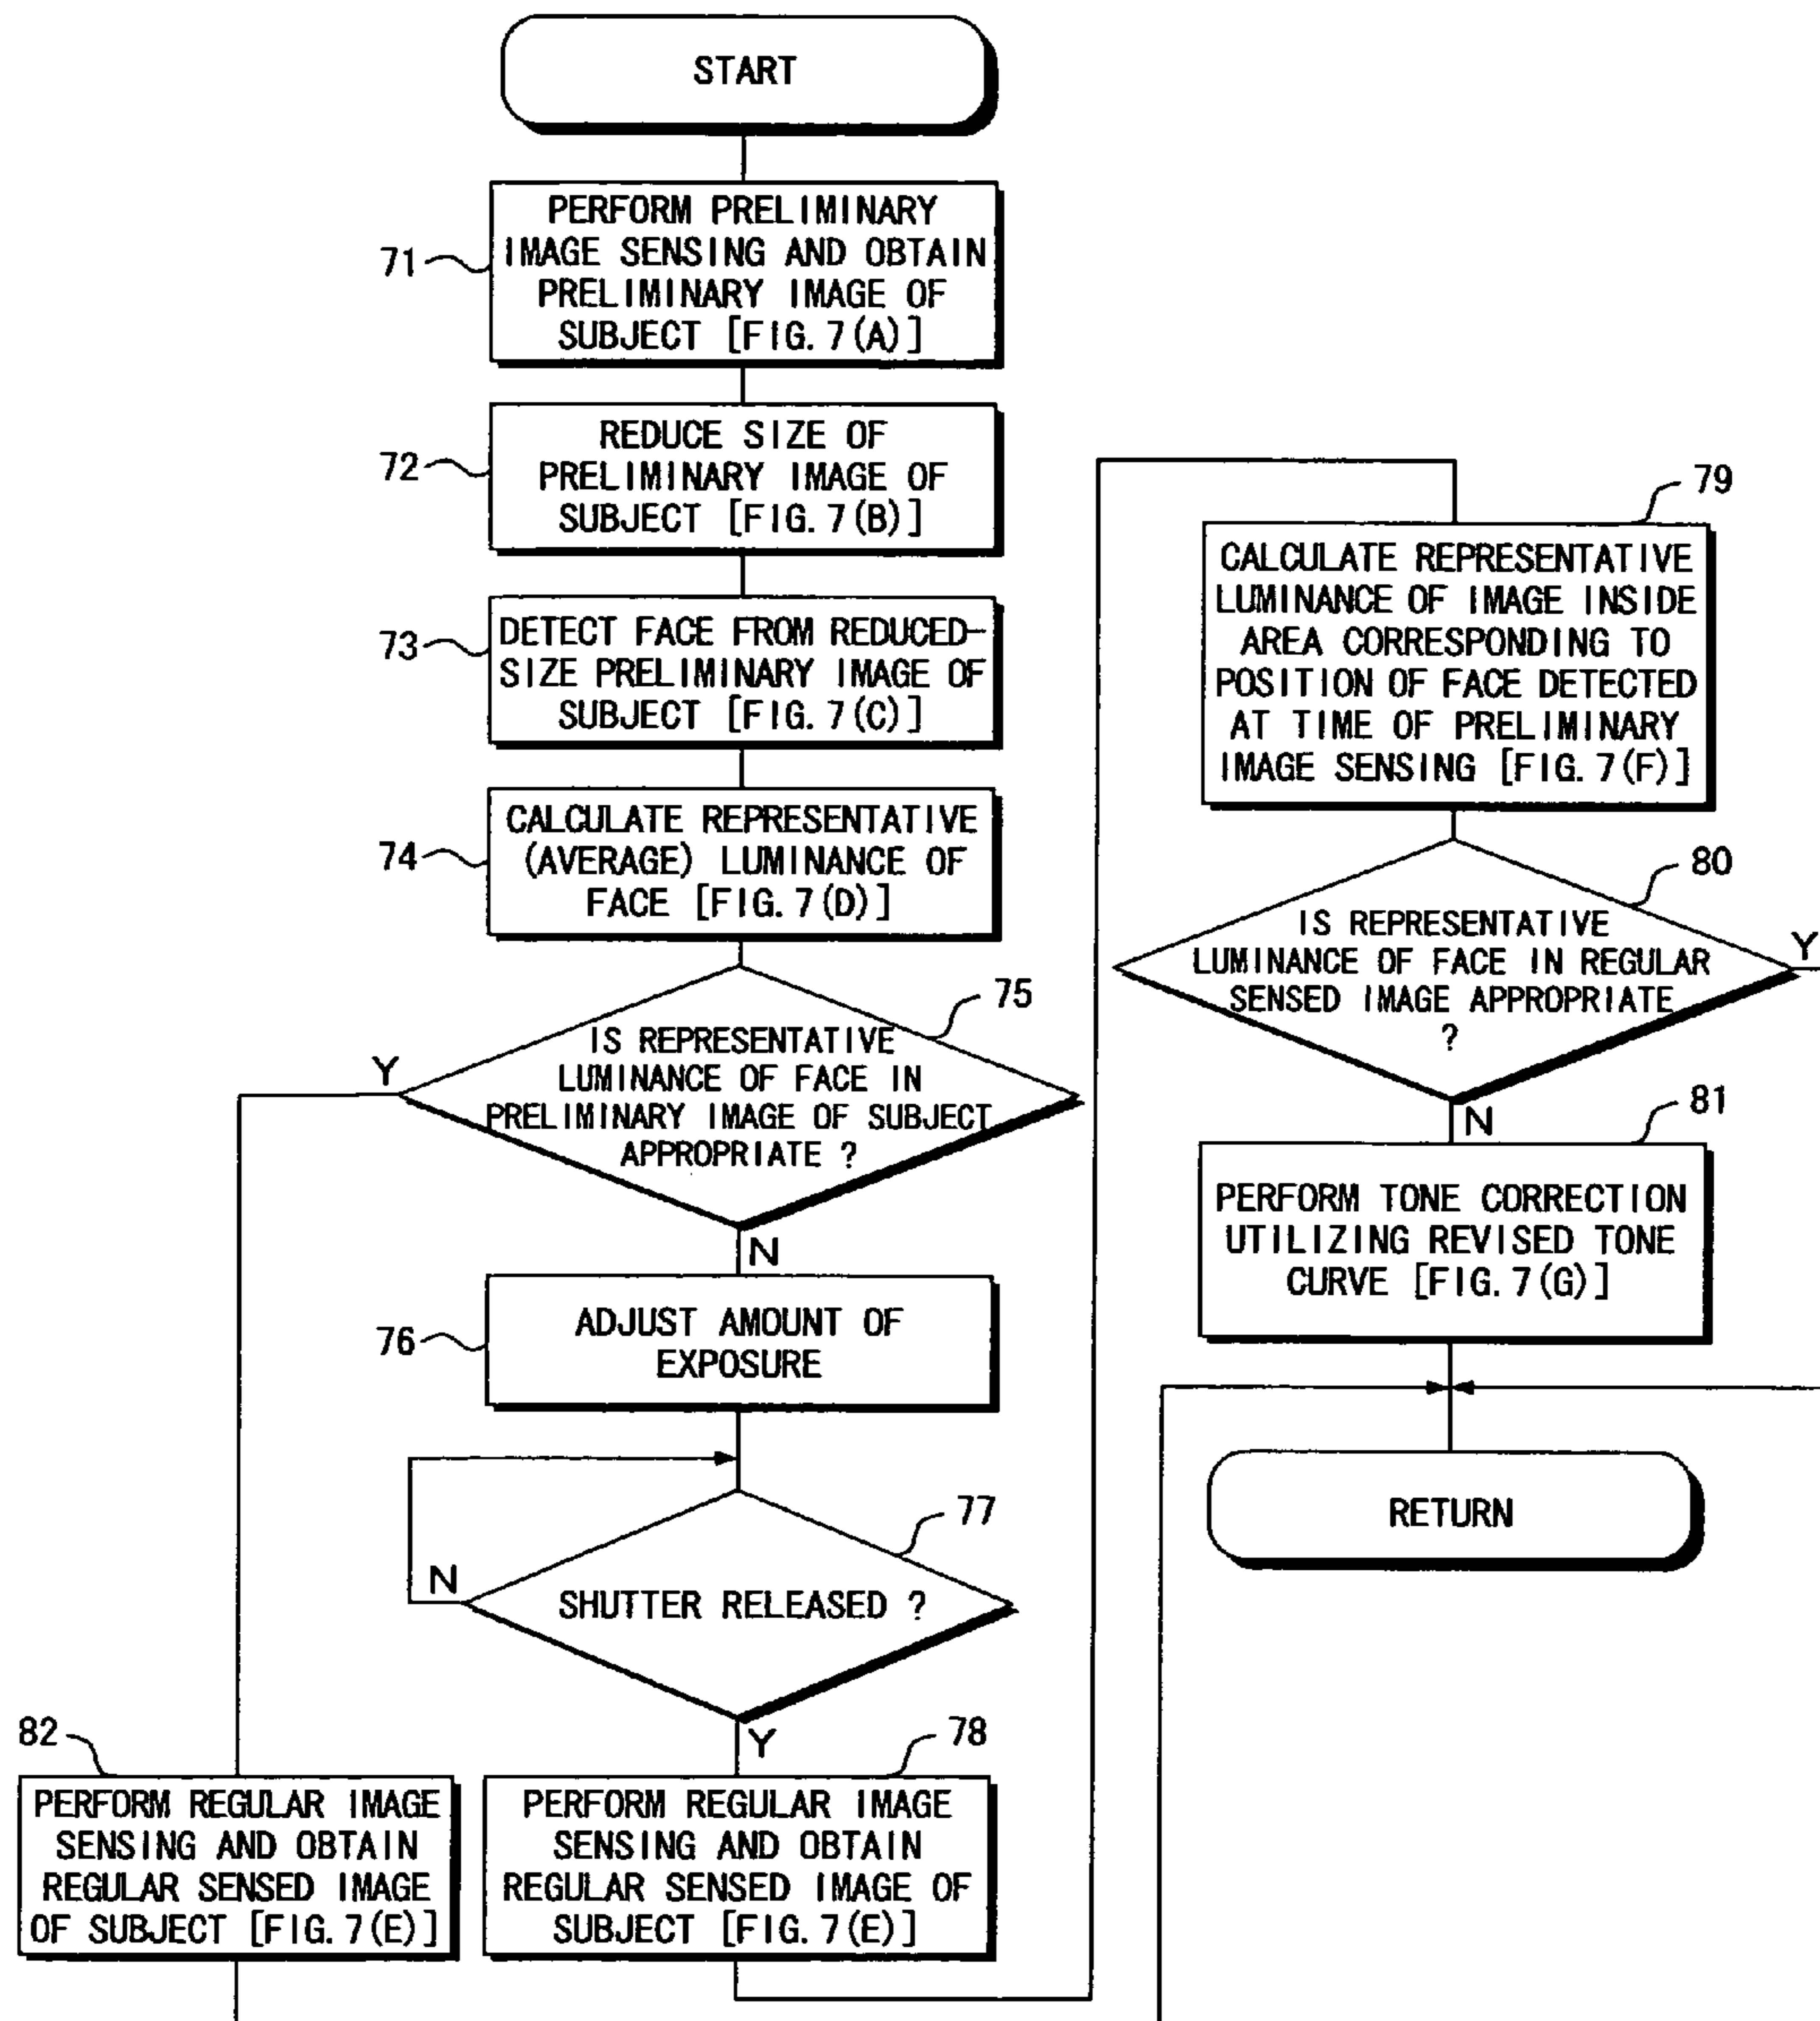 START
71
PERFORM PRELIMINARY
IMAGE SENSING AND OBTAIN
PRELIMINARY IMAGE OF
SUBJECT [FIG. 7(A)]
72
REDUCE SIZE OF
PRELIMINARY IMAGE OF
SUBJECT [FIG. 7(B)]
73
DETECT FACE FROM REDUCED-
SIZE PRELIMINARY IMAGE OF
SUBJECT [FIG. 7(C)]
74
CALCULATE REPRESENTATIVE
(AVERAGE) LUMINANCE OF
FACE [FIG. 7(D)]
75
IS REPRESENTATIVE
LUMINANCE OF FACE IN
PRELIMINARY IMAGE OF SUBJECT
APPROPRIATE ?
Y
N
76
ADJUST AMOUNT OF
EXPOSURE
77
SHUTTER RELEASED ?
N
Y
82
PERFORM REGULAR IMAGE
SENSING AND OBTAIN
REGULAR SENSED IMAGE
OF SUBJECT [FIG. 7(E)]
78
PERFORM REGULAR IMAGE
SENSING AND OBTAIN
REGULAR SENSED IMAGE OF
SUBJECT [FIG. 7(E)]
79
CALCULATE REPRESENTATIVE
LUMINANCE OF IMAGE INSIDE
AREA CORRESPONDING TO
POSITION OF FACE DETECTED
AT TIME OF PRELIMINARY
IMAGE SENSING [FIG. 7(F)]
80
IS REPRESENTATIVE
LUMINANCE OF FACE IN REGULAR
SENSED IMAGE APPROPRIATE
?
Y
N
81
PERFORM TONE CORRECTION
UTILIZING REVISED TONE
CURVE [FIG. 7(G)]
RETURN